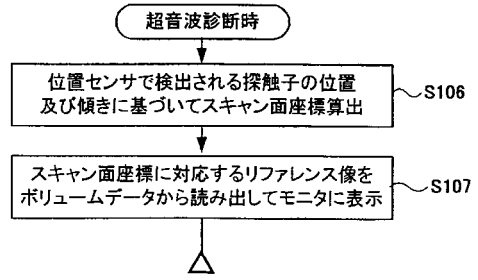 超音波診断時
位置センサで検出される探触子の位置
及び傾きに基づいてスキャン面座標算出
S106
スキャン面座標に対応するリファレンス像を
ボリュームデータから読み出してモニタに表示
S107